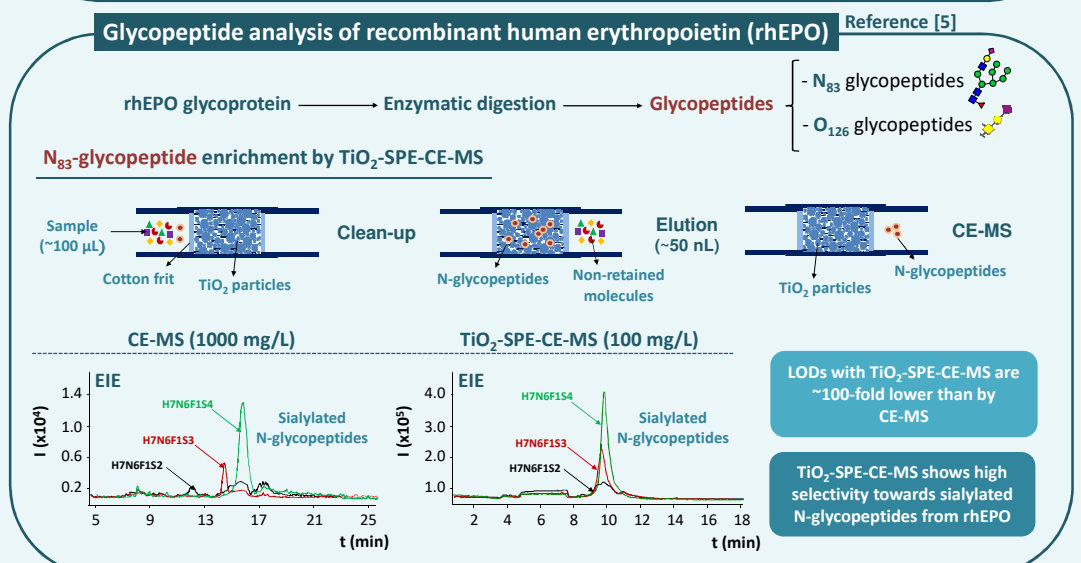 Glycopeptide analysis of recombinant human erythropoietin (rhEPO)
Reference [5]
rhEPO glycoprotein
Enzymatic digestion
Glycopeptides
- N83 glycopeptides
- O126 glycopeptides
N83-glycopeptide enrichment by TiO2-SPE-CE-MS
Sample
(~100 µL)
Cotton frit
TiO2 particles
Clean-up
N-glycopeptides
Non-retained
molecules
Elution
(~50 nL)
TiO2 particles
N-glycopeptides
CE-MS
CE-MS (1000 mg/L)
EIE
I (x10⁴)
1.4
1.0
0.6
0.2
H7N6F1S4
H7N6F1S3
H7N6F1S2
Sialylated
N-glycopeptides
5 9 13 17 21 25
t (min)
TiO2-SPE-CE-MS (100 mg/L)
EIE
I (x10⁵)
4.0
3.0
2.0
1.0
H7N6F1S4
H7N6F1S3
H7N6F1S2
Sialylated
N-glycopeptides
2 4 6 8 10 12 14 16 18
t (min)
LODs with TiO2-SPE-CE-MS are
~100-fold lower than by
CE-MS
TiO2-SPE-CE-MS shows high
selectivity towards sialylated
N-glycopeptides from rhEPO